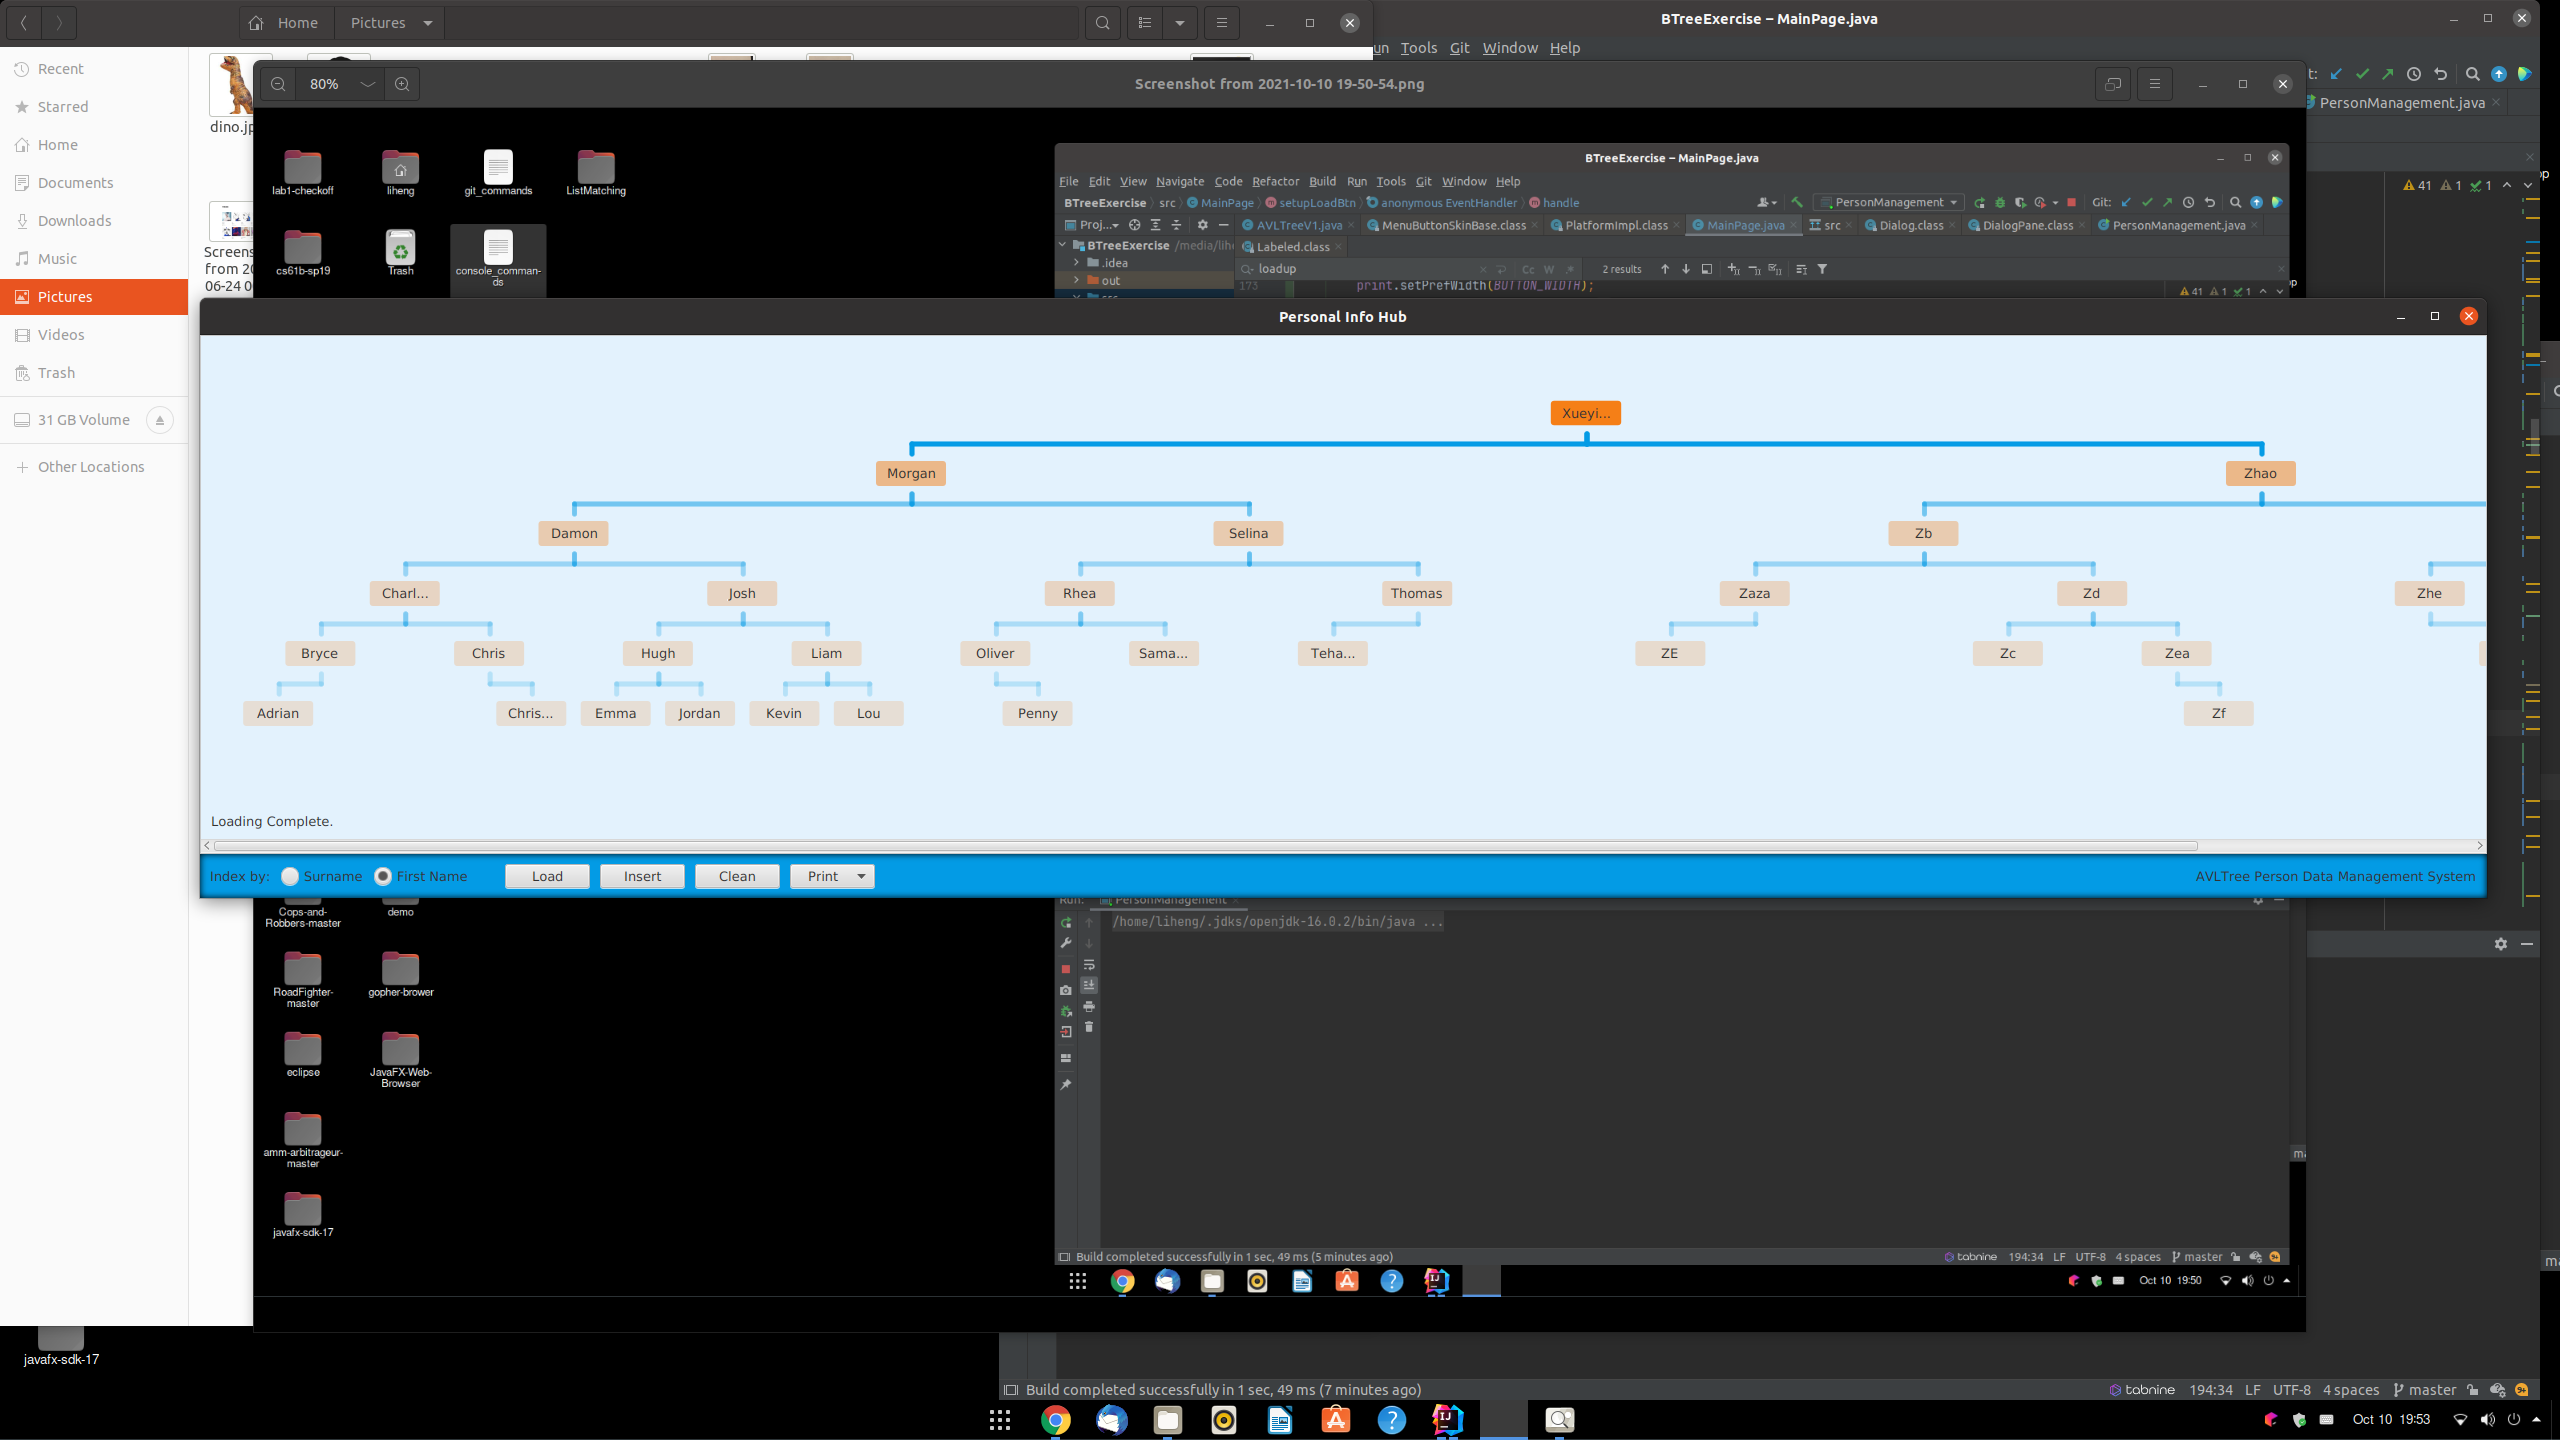 Home
Pictures
BTreeExercise – MainPage.java
Run Tools Git Window Help
Recent
Starred
Home
Documents
Downloads
Music
Pictures
Videos
Trash
31 GB Volume
Other Locations
PersonManagement.java
41 1 1
80%
Screenshot from 2021-10-10 19-50-54.png
lab1-checkoff
liheng
git_commands
ListMatching
cs61b-sp19
Trash
console_comman-
ds
BTreeExercise – MainPage.java
File Edit View Navigate Code Refactor Build Run Tools Git Window Help
BTreeExercise src MainPage setupLoadBtn anonymous EventHandler handle
PersonManagement
Git:
Proj...
AVLTreeV1.java
MenuButtonSkinBase.class
PlatformImpl.class
MainPage.java
src
Dialog.class
DialogPane.class
PersonManagement.java
BTreeExercise
Labeled.class
.idea
loadup
Cc W
2 results
out
173 print.setPrefWidth(BUTTON_WIDTH);
41 1 1
Personal Info Hub
Xueyi...
Morgan
Zhao
Damon
Selina
Zb
Charl...
Josh
Rhea
Thomas
Zaza
Zd
Zhe
Bryce
Chris
Hugh
Liam
Oliver
Sama...
Teha...
ZE
Zc
Zea
Adrian
Chris...
Emma
Jordan
Kevin
Lou
Penny
Zf
Loading Complete.
Index by: Surname First Name Load Insert Clean Print
AVLTree Person Data Management System
Run:
PersonManagement
/home/liheng/.jdks/openjdk-16.0.2/bin/java ...
Cops-and-
Robbers-master
demo
RoadFighter-
master
gopher-brower
eclipse
JavaFX-Web-
Browser
amm-arbitrageur-
master
javafx-sdk-17
Build completed successfully in 1 sec, 49 ms (5 minutes ago)
tabnine 194:34 LF UTF-8 4 spaces master
Oct 10 19:50
javafx-sdk-17
Build completed successfully in 1 sec, 49 ms (7 minutes ago)
tabnine 194:34 LF UTF-8 4 spaces master
Oct 10 19:53